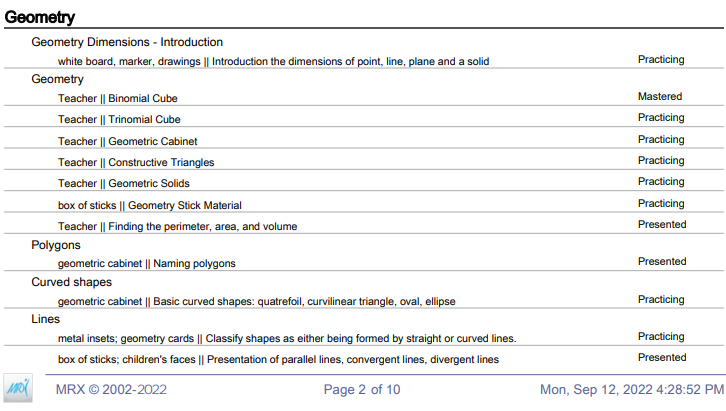 Geometry
Geometry Dimensions - Introduction
white board, marker, drawings || Introduction the dimensions of point, line, plane and a solid Practicing
Geometry
Teacher || Binomial Cube Mastered
Teacher || Trinomial Cube Practicing
Teacher || Geometric Cabinet Practicing
Teacher || Constructive Triangles Practicing
Teacher || Geometric Solids Practicing
box of sticks || Geometry Stick Material Practicing
Teacher || Finding the perimeter, area, and volume Presented
Polygons
geometric cabinet || Naming polygons Presented
Curved shapes
geometric cabinet || Basic curved shapes: quatrefoil, curvilinear triangle, oval, ellipse Practicing
Lines
metal insets; geometry cards || Classify shapes as either being formed by straight or curved lines. Practicing
box of sticks; children's faces || Presentation of parallel lines, convergent lines, divergent lines Presented
MRX MRX © 2002-2022 Page 2 of 10 Mon, Sep 12, 2022 4:28:52 PM